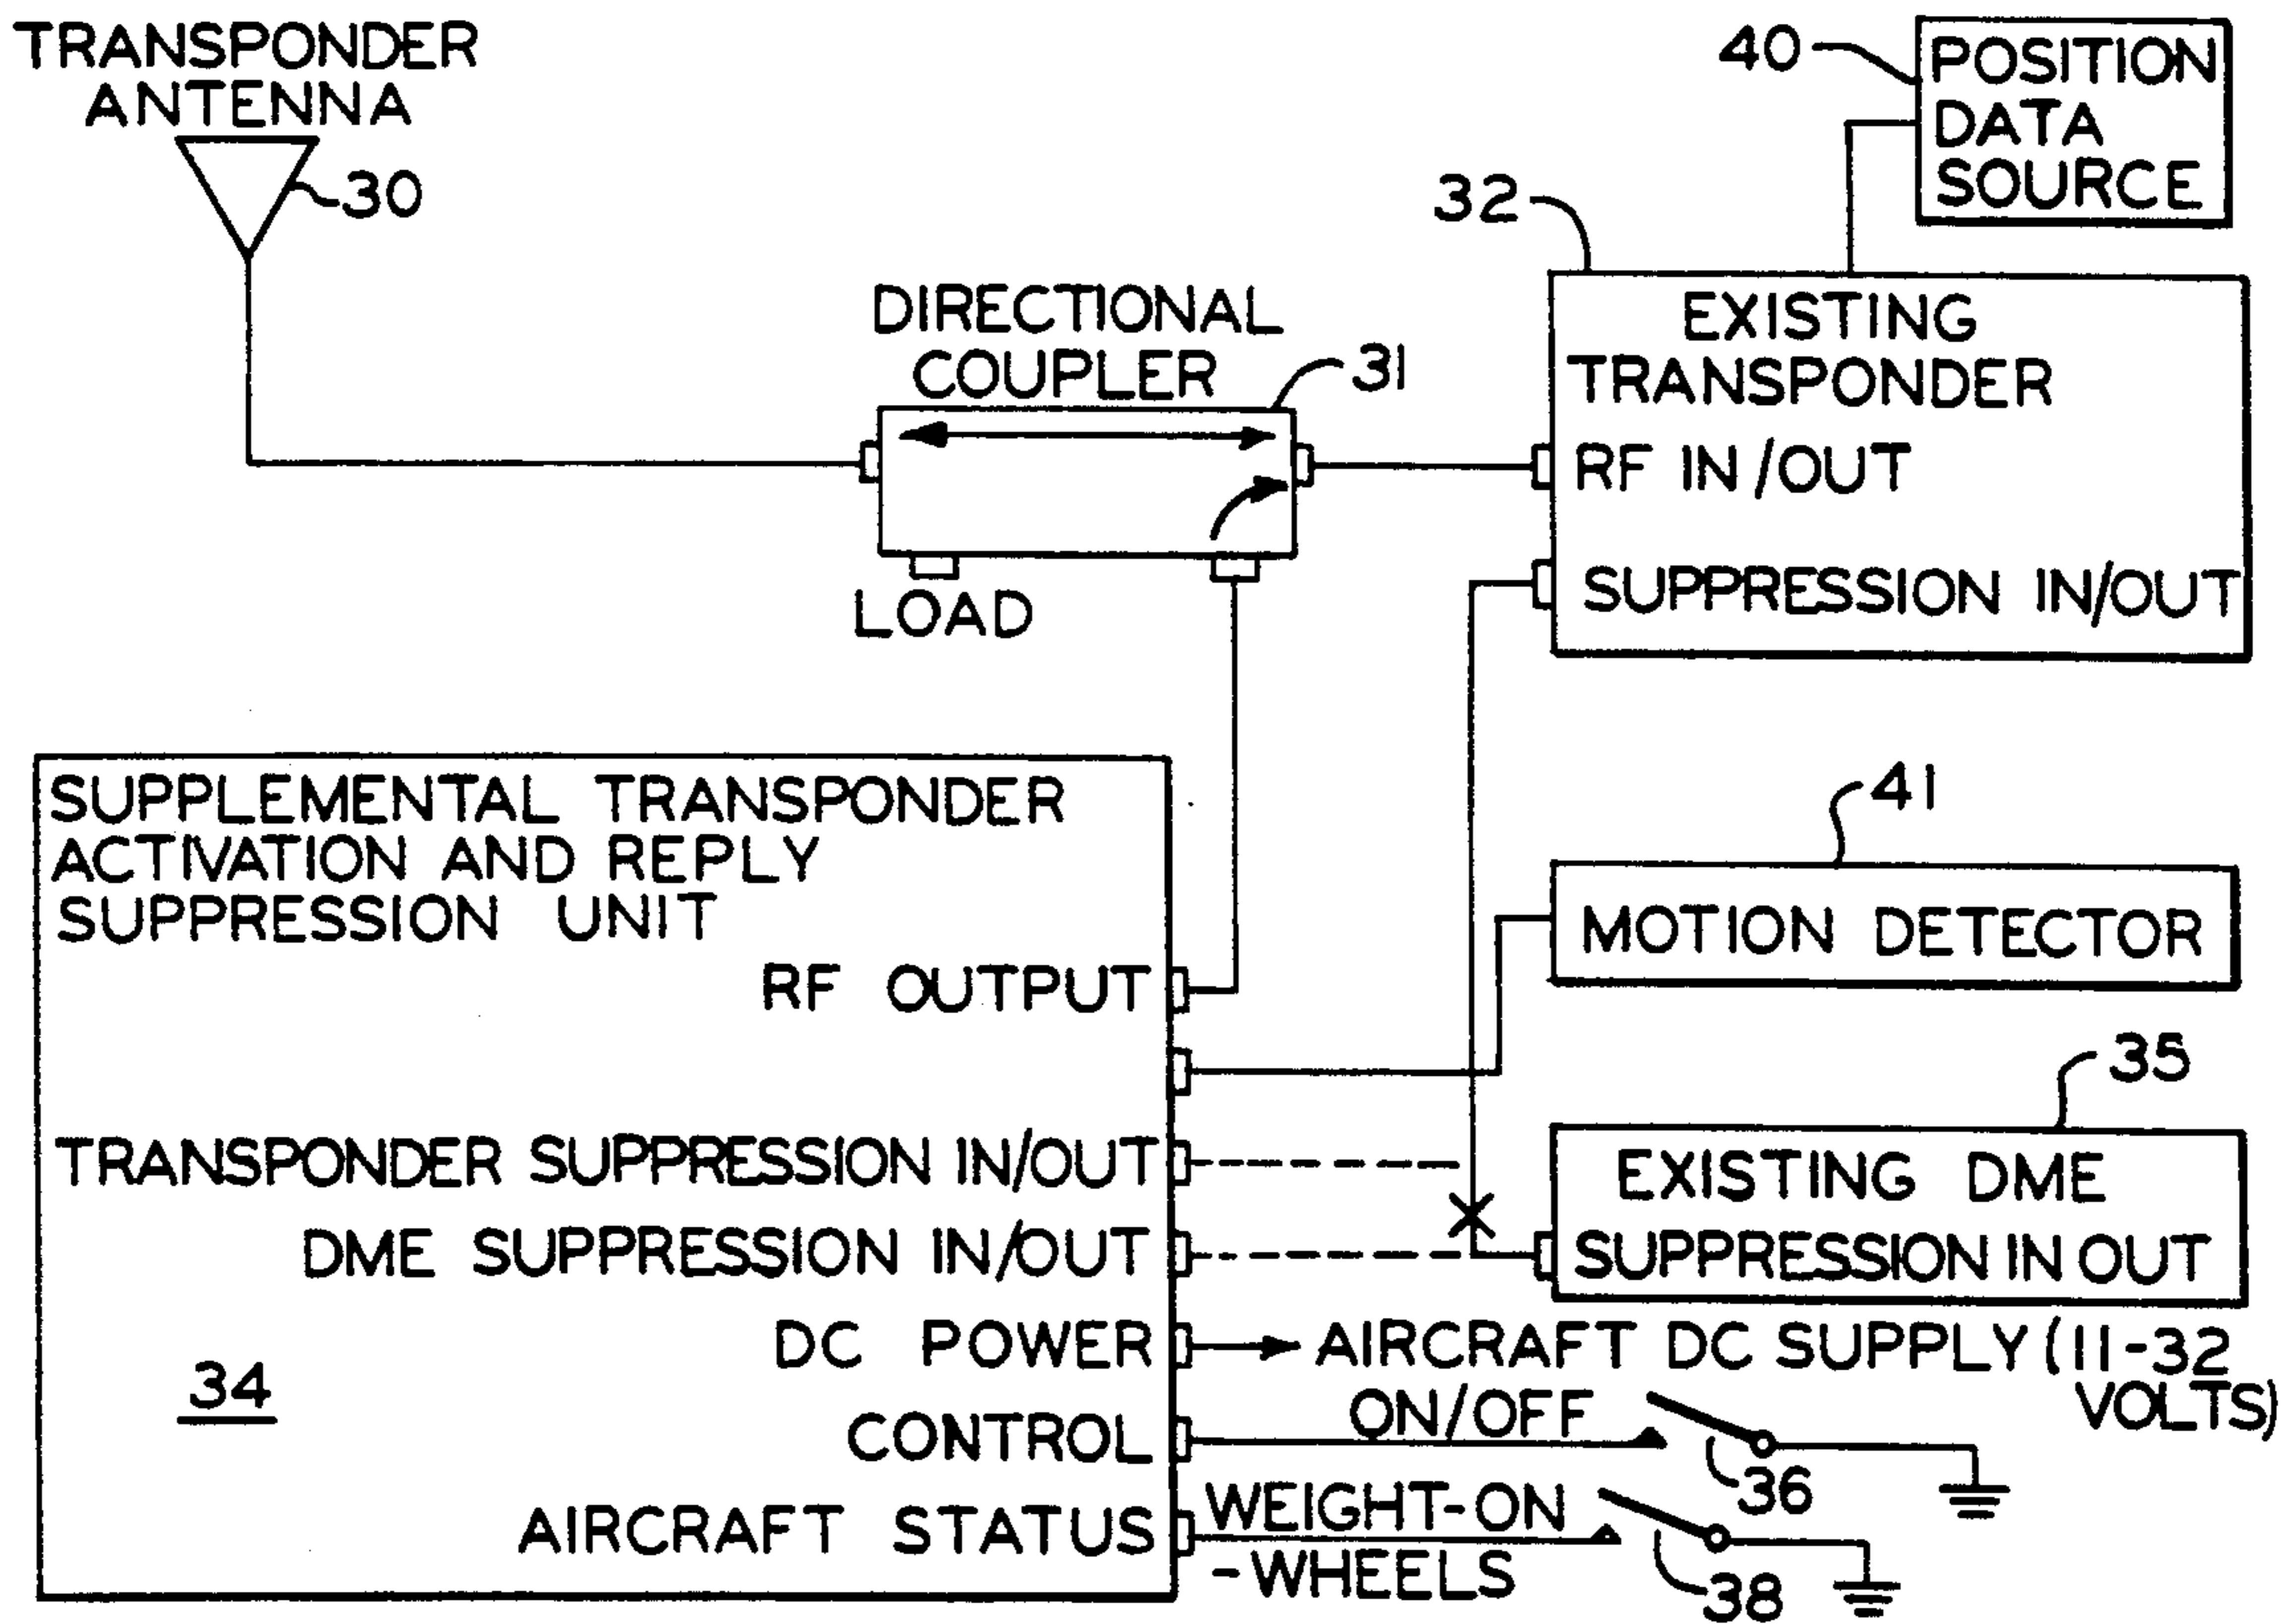 TRANSPONDER
ANTENNA
30
40
POSITION
DATA
SOURCE
32
DIRECTIONAL
COUPLER
31
LOAD
EXISTING
TRANSPONDER
RF IN/OUT
SUPPRESSION IN/OUT
SUPPLEMENTAL TRANSPONDER
ACTIVATION AND REPLY
SUPPRESSION UNIT
RF OUTPUT
TRANSPONDER SUPPRESSION IN/OUT
DME SUPPRESSION IN/OUT
DC POWER
CONTROL
AIRCRAFT STATUS
34
41
MOTION DETECTOR
35
EXISTING DME
SUPPRESSION IN OUT
AIRCRAFT DC SUPPLY (11-32
VOLTS)
ON/OFF
36
WEIGHT-ON
-WHEELS
38